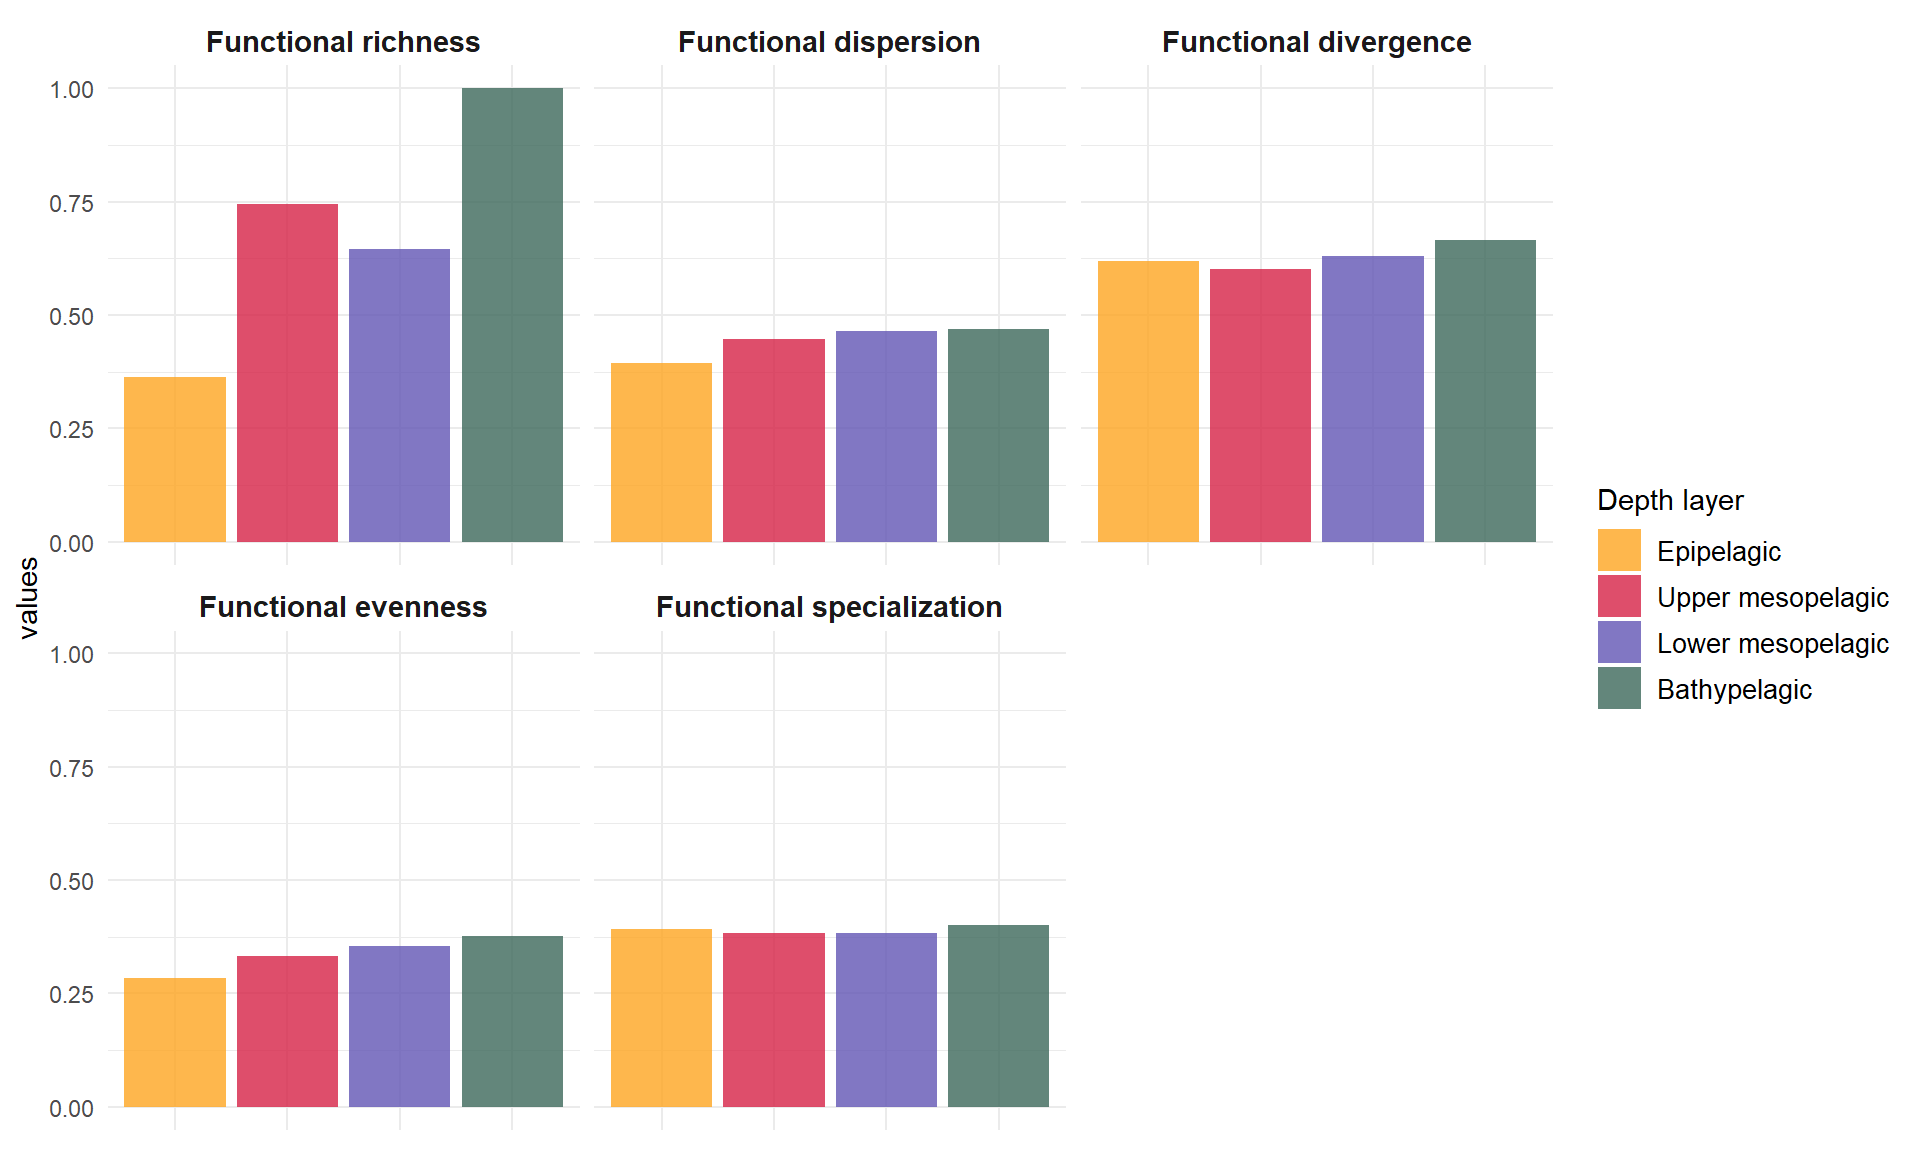 Functional richness
Functional dispersion
Functional divergence
1.00
0.75
0.50
0.25
0.00
values
Functional evenness
Functional specialization
1.00
0.75
0.50
0.25
0.00
Depth layer
Epipelagic
Upper mesopelagic
Lower mesopelagic
Bathypelagic